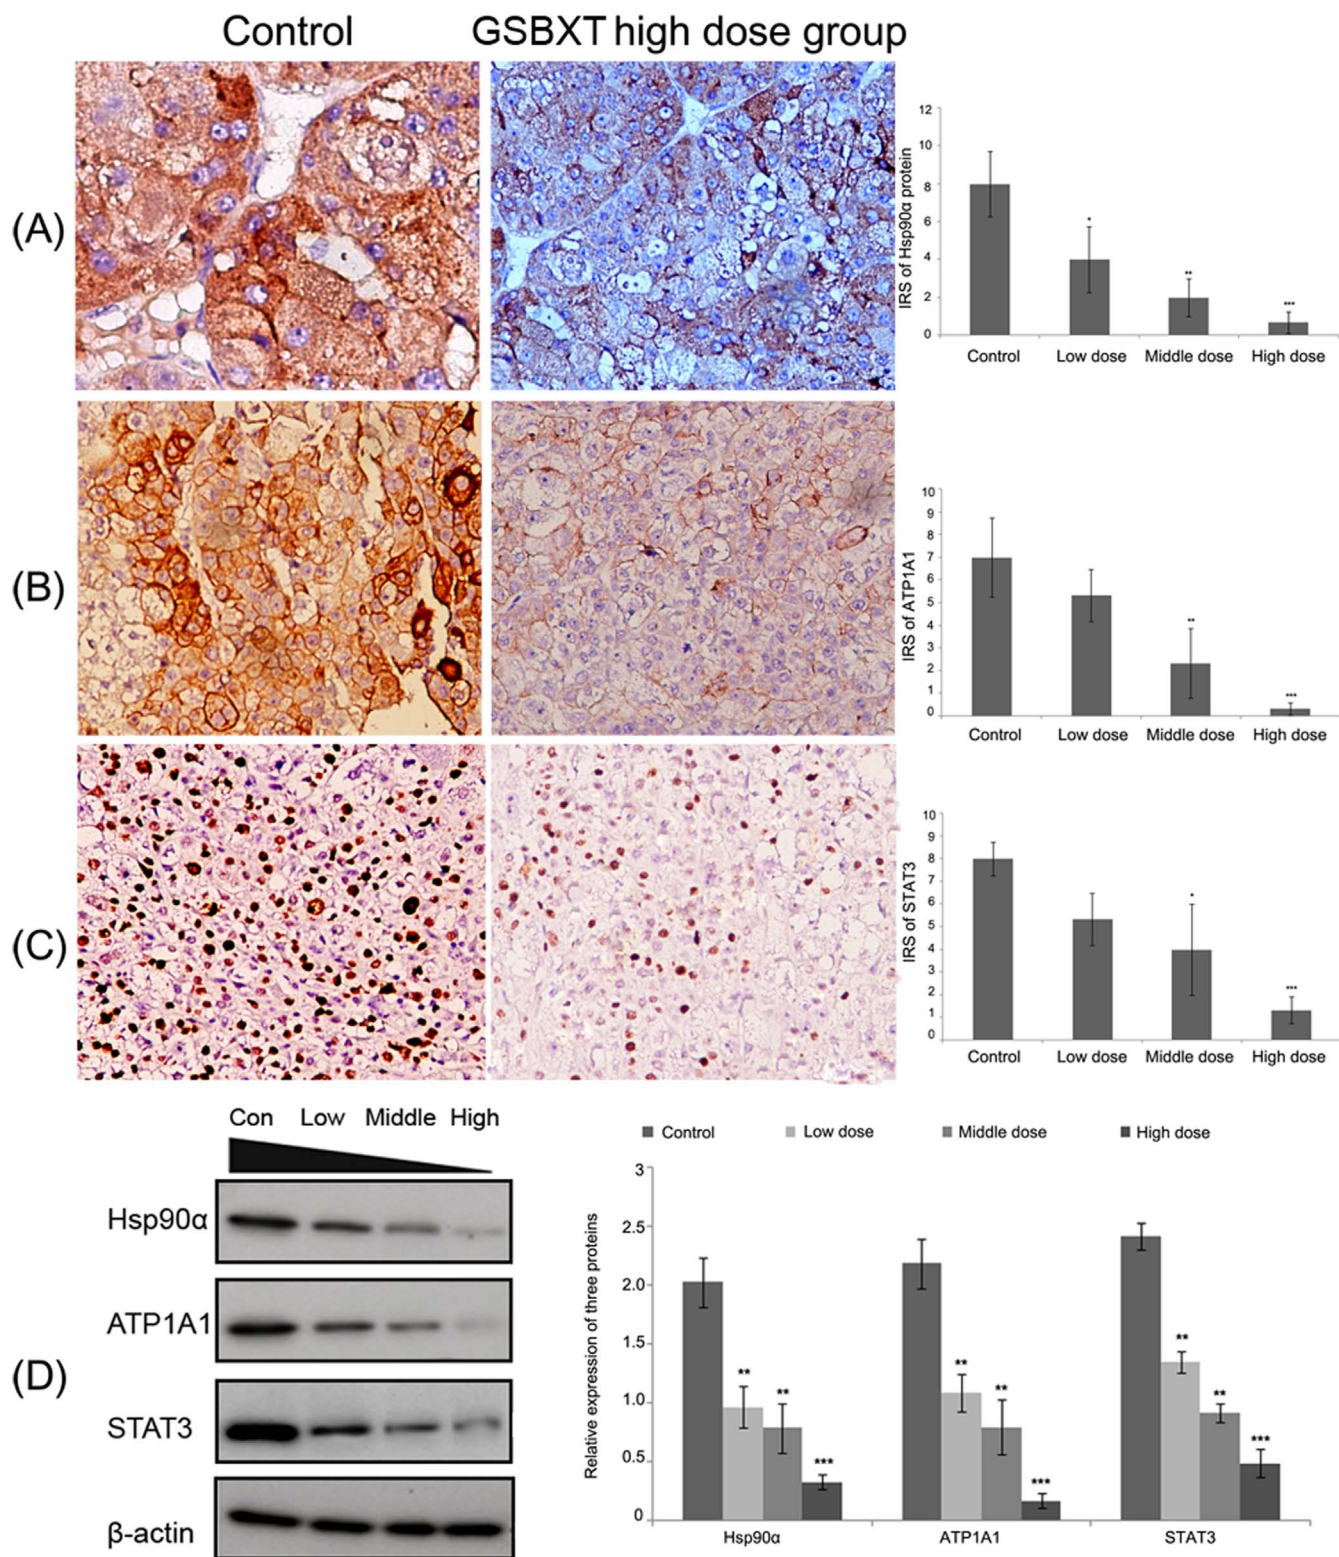 Control GSBXT high dose group
(A)
IRS of Hsp90α protein
12
10
8
6
4
2
0
*
**
***
Control Low dose Middle dose High dose
(B)
IRS of ATP1A1
10
9
8
7
6
5
4
3
2
1
0
**
***
Control Low dose Middle dose High dose
(C)
IRS of STAT3
10
9
8
7
6
5
4
3
2
1
0
*
***
Control Low dose Middle dose High dose
(D)
Con Low Middle High
Hsp90α
ATP1A1
STAT3
β-actin
Control Low dose Middle dose High dose
Relative expression of three proteins
3
2.5
2.0
1.5
1.0
0.5
0
** ** ***
** ** ***
** ** ***
Hsp90α ATP1A1 STAT3